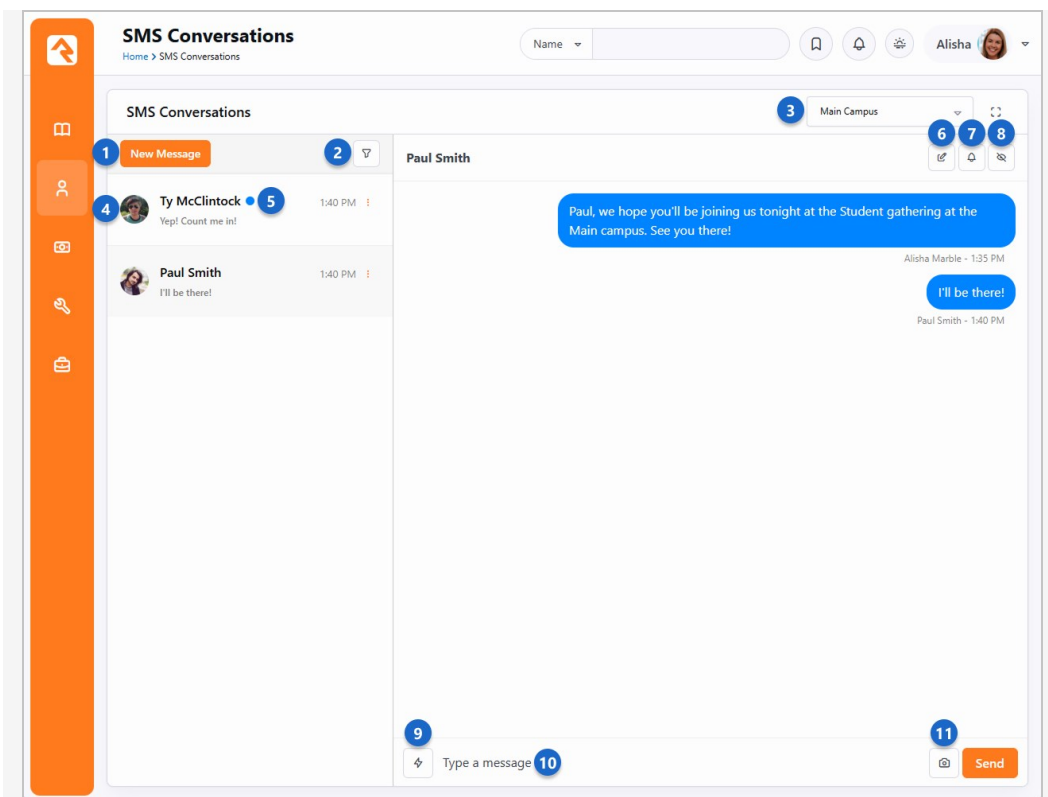 SMS Conversations
Home > SMS Conversations
Name
Alisha
SMS Conversations
3
Main Campus
6 7 8
1
New Message
2
Paul Smith
4
Ty McClintock
5
1:40 PM
Yep! Count me in!
Paul Smith
1:40 PM
I'll be there!
Paul, we hope you'll be joining us tonight at the Student gathering at the
Main campus. See you there!
Alisha Marble - 1:35 PM
I'll be there!
Paul Smith - 1:40 PM
9
11
Type a message
10
Send